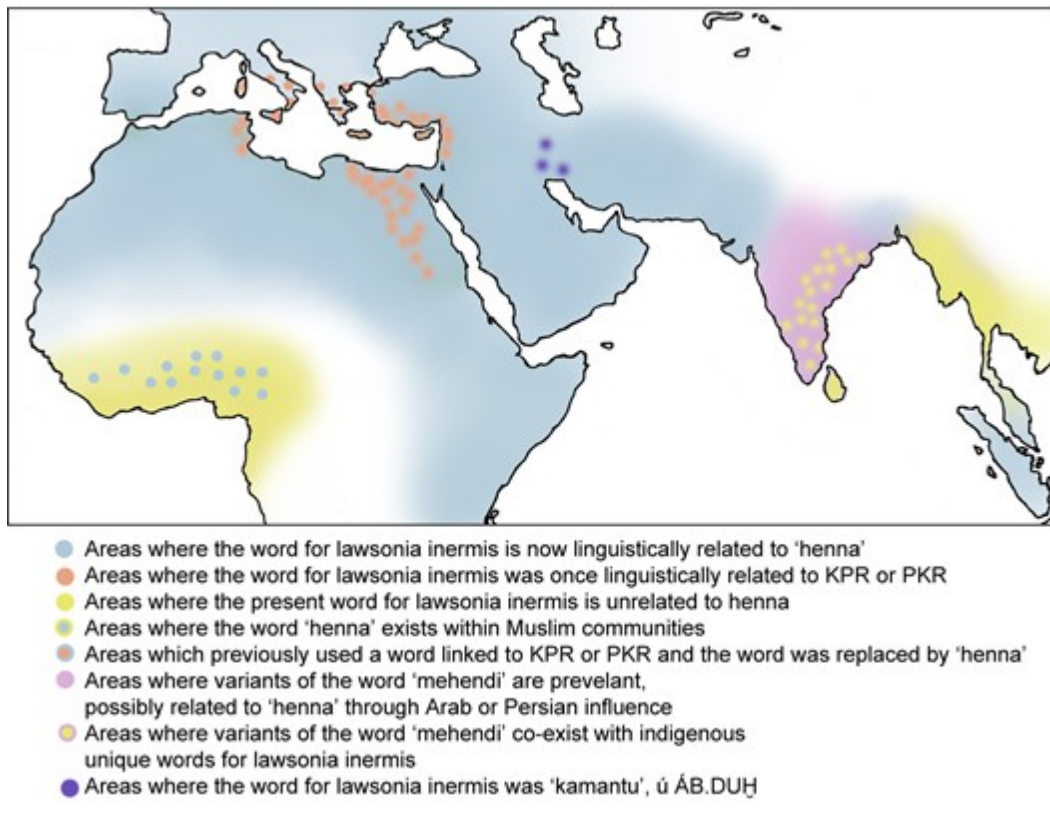 Areas where the word for lawsonia inermis is now linguistically related to ‘henna’
Areas where the word for lawsonia inermis was once linguistically related to KPR or PKR
Areas where the present word for lawsonia inermis is unrelated to henna
Areas where the word ‘henna’ exists within Muslim communities
Areas which previously used a word linked to KPR or PKR and the word was replaced by ‘henna’
Areas where variants of the word ‘mehendi’ are prevelant,
possibly related to ‘henna’ through Arab or Persian influence
Areas where variants of the word ‘mehendi’ co-exist with indigenous
unique words for lawsonia inermis
Areas where the word for lawsonia inermis was ‘kamantu’, ú ÁB.DUḪ